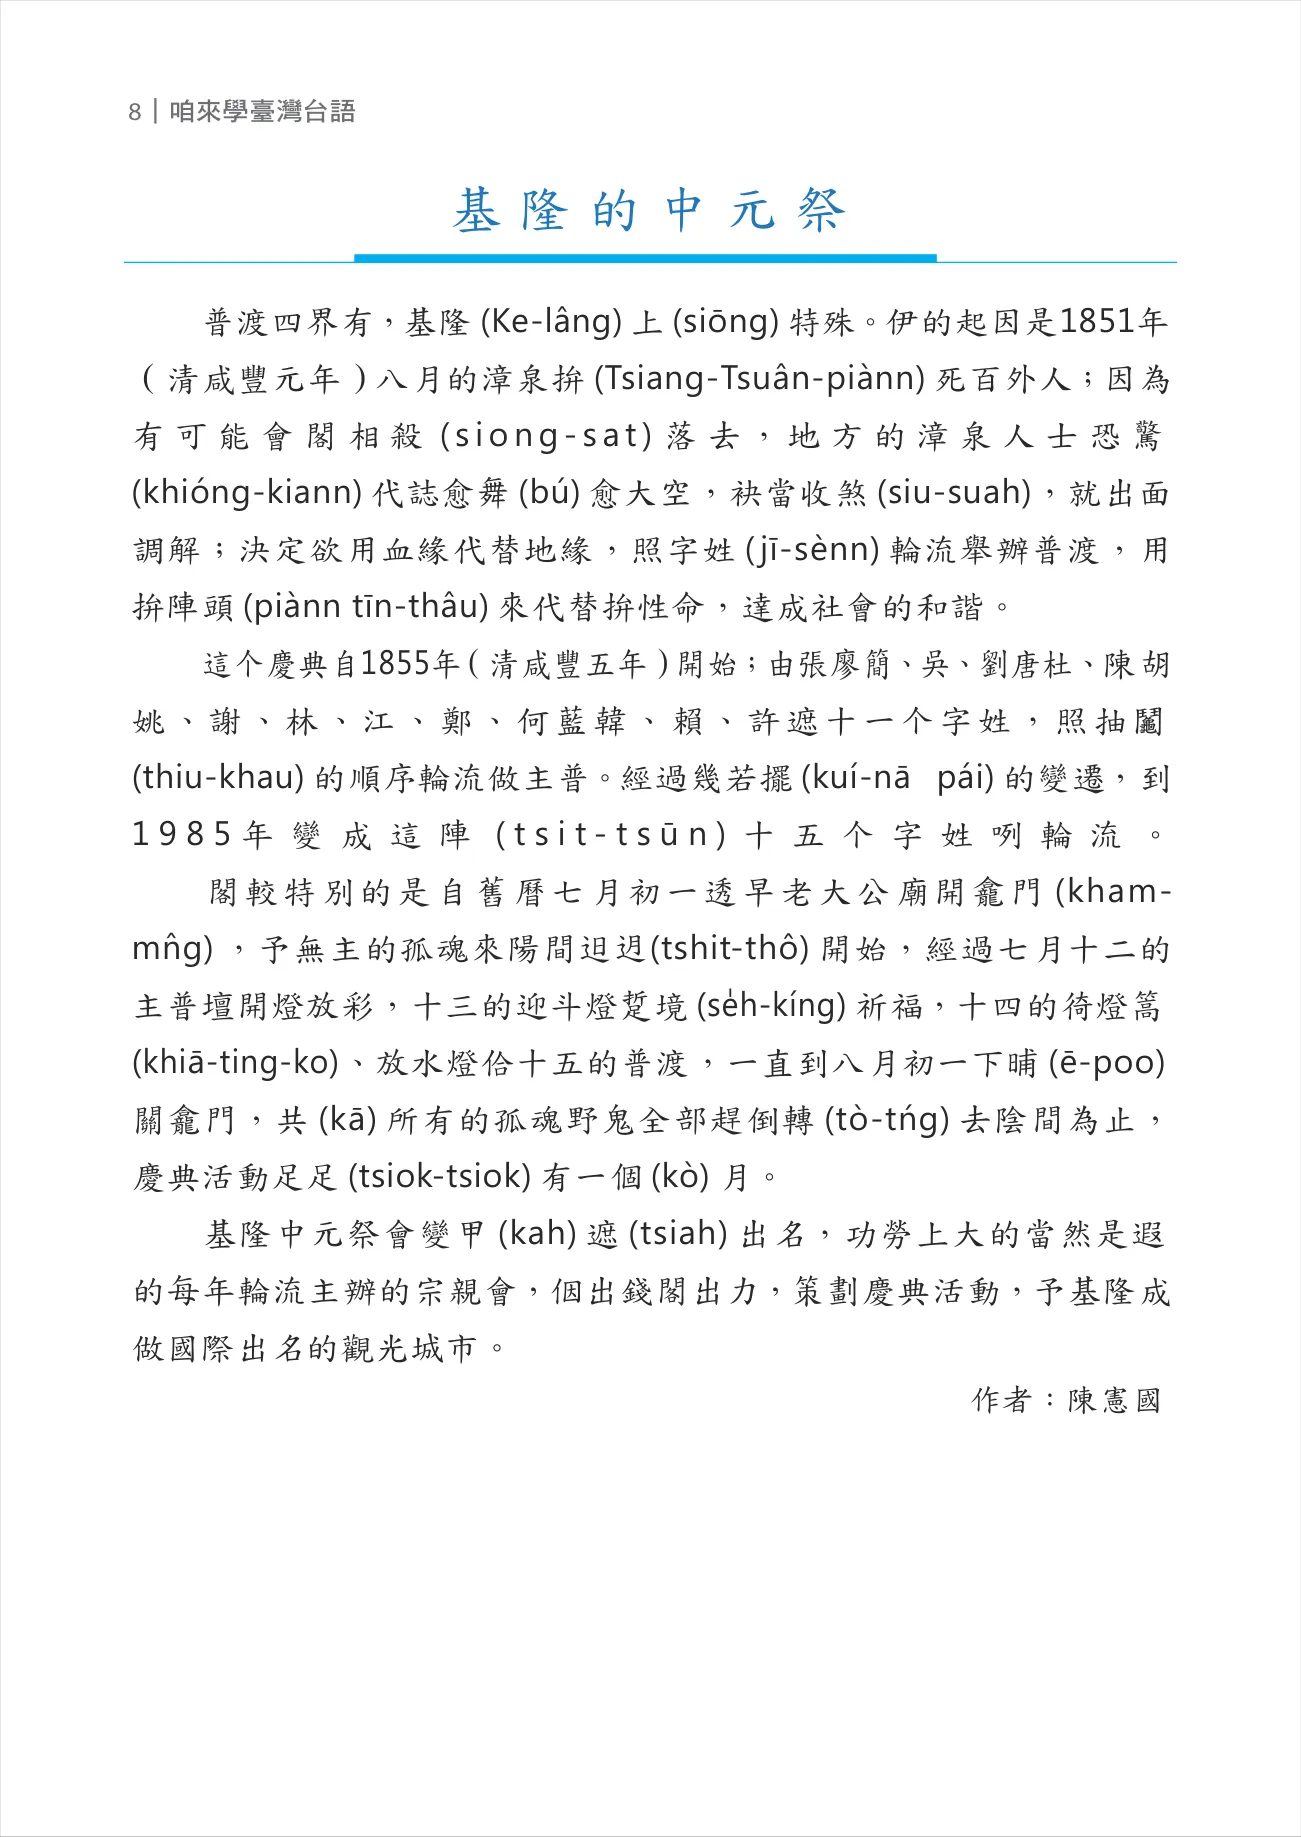 8｜咱來學臺灣台語
基隆的中元祭
普渡四界有，基隆 (Ke-lâng) 上 (siōng) 特殊。伊的起因是1851年
（清咸豐元年）八月的漳泉拚 (Tsiang-Tsuân-piànn) 死百外人；因為
有可能會閣相殺 (siong-sat) 落去，地方的漳泉人士恐驚
(khióng-kiann) 代誌愈舞 (bú) 愈大空，袂當收煞 (siu-suah)，就出面
調解；決定欲用血緣代替地緣，照字姓 (jī-sènn) 輪流舉辦普渡，用
拚陣頭 (piànn tīn-thâu) 來代替拚性命，達成社會的和諧。
這个慶典自1855年（清咸豐五年）開始；由張廖簡、吳、劉唐杜、陳胡
姚、謝、林、江、鄭、何藍韓、賴、許遮十一个字姓，照抽鬮
(thiu-khau) 的順序輪流做主普。經過幾若擺 (kuí-nā pái) 的變遷，到
1985年變成這陣 (tsit-tsūn) 十五个字姓咧輪流。
閣較特別的是自舊曆七月初一透早老大公廟開龕門 (kham-
mn̂g) ，予無主的孤魂來陽間𨑨迌(tshit-thô) 開始，經過七月十二的
主普壇開燈放彩，十三的迎斗燈踅境 (se̍h-kíng) 祈福，十四的徛燈篙
(khiā-ting-ko)、放水燈佮十五的普渡，一直到八月初一下晡 (ē-poo)
關龕門，共 (kā) 所有的孤魂野鬼全部趕倒轉 (tò-tńg) 去陰間為止，
慶典活動足足 (tsiok-tsiok) 有一個 (kò) 月。
基隆中元祭會變甲 (kah) 遮 (tsiah) 出名，功勞上大的當然是遐
的每年輪流主辦的宗親會，𪜶出錢閣出力，策劃慶典活動，予基隆成
做國際出名的觀光城市。
作者：陳憲國